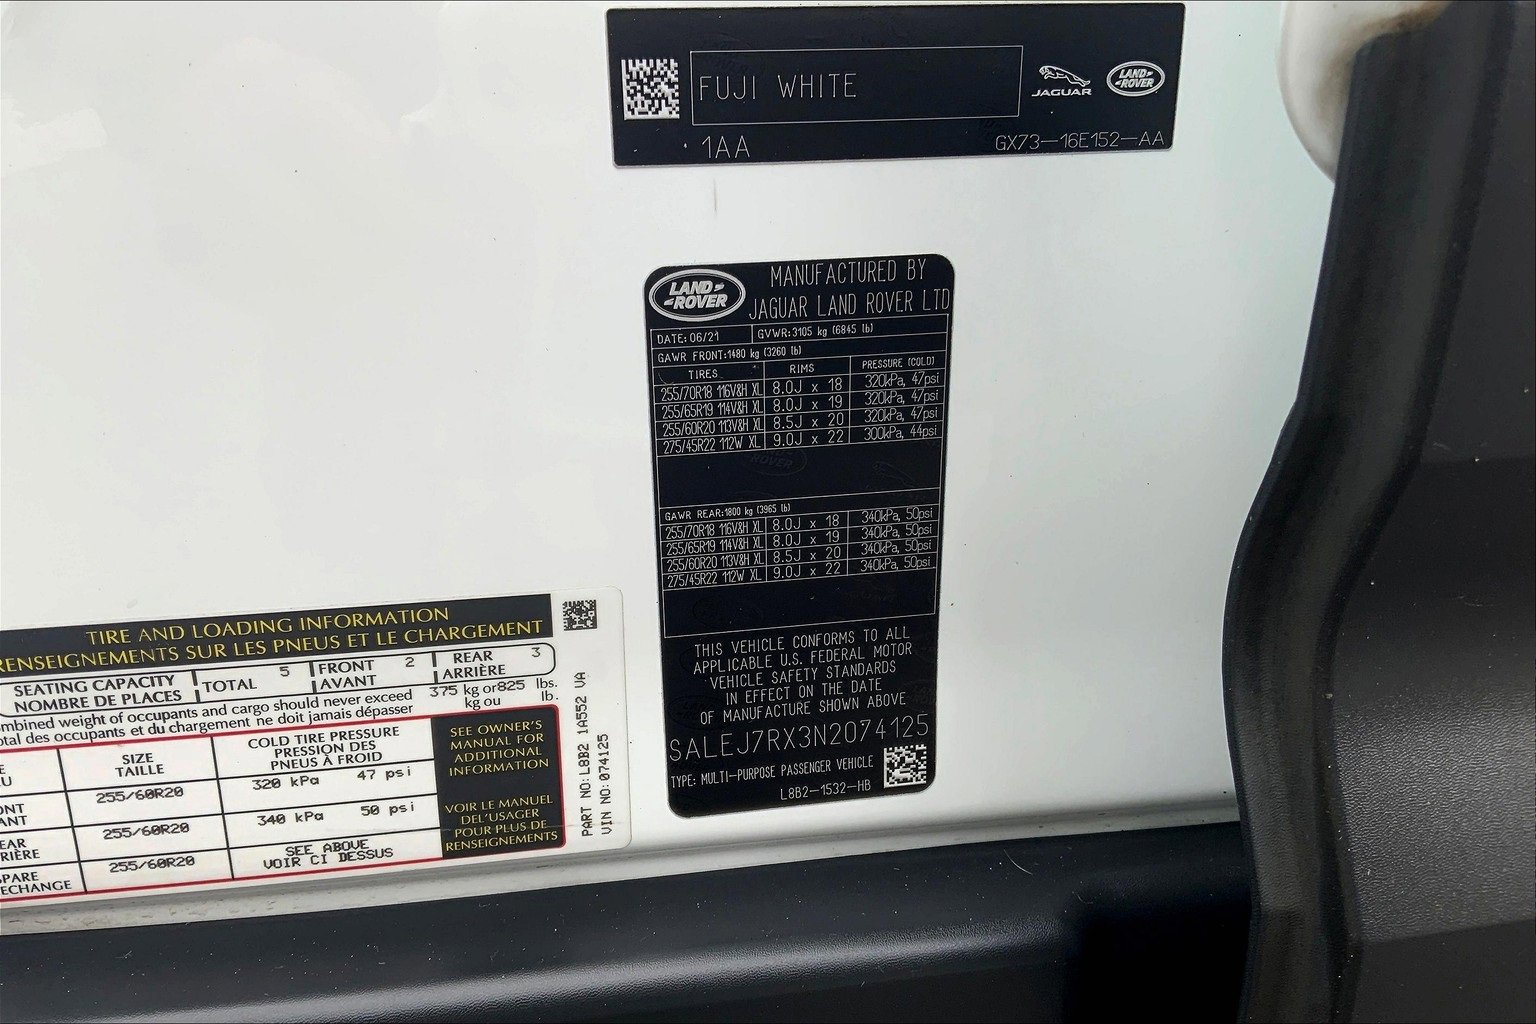 FUJI WHITE
JAGUAR
LAND ROVER
1AA
GX73-16E152-AA
LAND ROVER
MANUFACTURED BY
JAGUAR LAND ROVER LTD
DATE: 06/21 GVWR:3105 kg (6845 lb)
GAWR FRONT:1480 kg (3260 lb)
TIRES RIMS PRESSURE (COLD)
255/70R18 116V&H XL 8.0J x 18 320kPa, 47psi
255/65R19 114V&H XL 8.0J x 19 320kPa, 47psi
255/60R20 113V&H XL 8.5J x 20 320kPa, 47psi
275/45R22 112W XL 9.0J x 22 300kPa, 44psi
GAWR REAR:1800 kg (3965 lb)
255/70R18 116V&H XL 8.0J x 18 340kPa, 50psi
255/65R19 114V&H XL 8.0J x 19 340kPa, 50psi
255/60R20 113V&H XL 8.5J x 20 340kPa, 50psi
275/45R22 112W XL 9.0J x 22 340kPa, 50psi
THIS VEHICLE CONFORMS TO ALL
APPLICABLE U.S. FEDERAL MOTOR
VEHICLE SAFETY STANDARDS
IN EFFECT ON THE DATE
OF MANUFACTURE SHOWN ABOVE
SALEJ7RX3N2074125
TYPE: MULTI-PURPOSE PASSENGER VEHICLE
L8B2-1532-HB
TIRE AND LOADING INFORMATION
RENSEIGNEMENTS SUR LES PNEUS ET LE CHARGEMENT
SEATING CAPACITY
NOMBRE DE PLACES
TOTAL 5
FRONT 2
AVANT
REAR 3
ARRIÈRE
mbined weight of occupants and cargo should never exceed 375 kg or 825 lbs.
otal des occupants et du chargement ne doit jamais dépasser kg ou lb.
SIZE
TAILLE
COLD TIRE PRESSURE
PRESSION DES
PNEUS À FROID
ONT
ANT
255/60R20 320 kPa 47 psi
EAR
RIÈRE
255/60R20 340 kPa 50 psi
SPARE
ECHANGE
255/60R20
SEE ABOVE
VOIR CI DESSUS
SEE OWNER'S
MANUAL FOR
ADDITIONAL
INFORMATION
VOIR LE MANUEL
DEL'USAGER
POUR PLUS DE
RENSEIGNEMENTS
PART NO: L8B2 1A552 VA
VIN NO: 074125